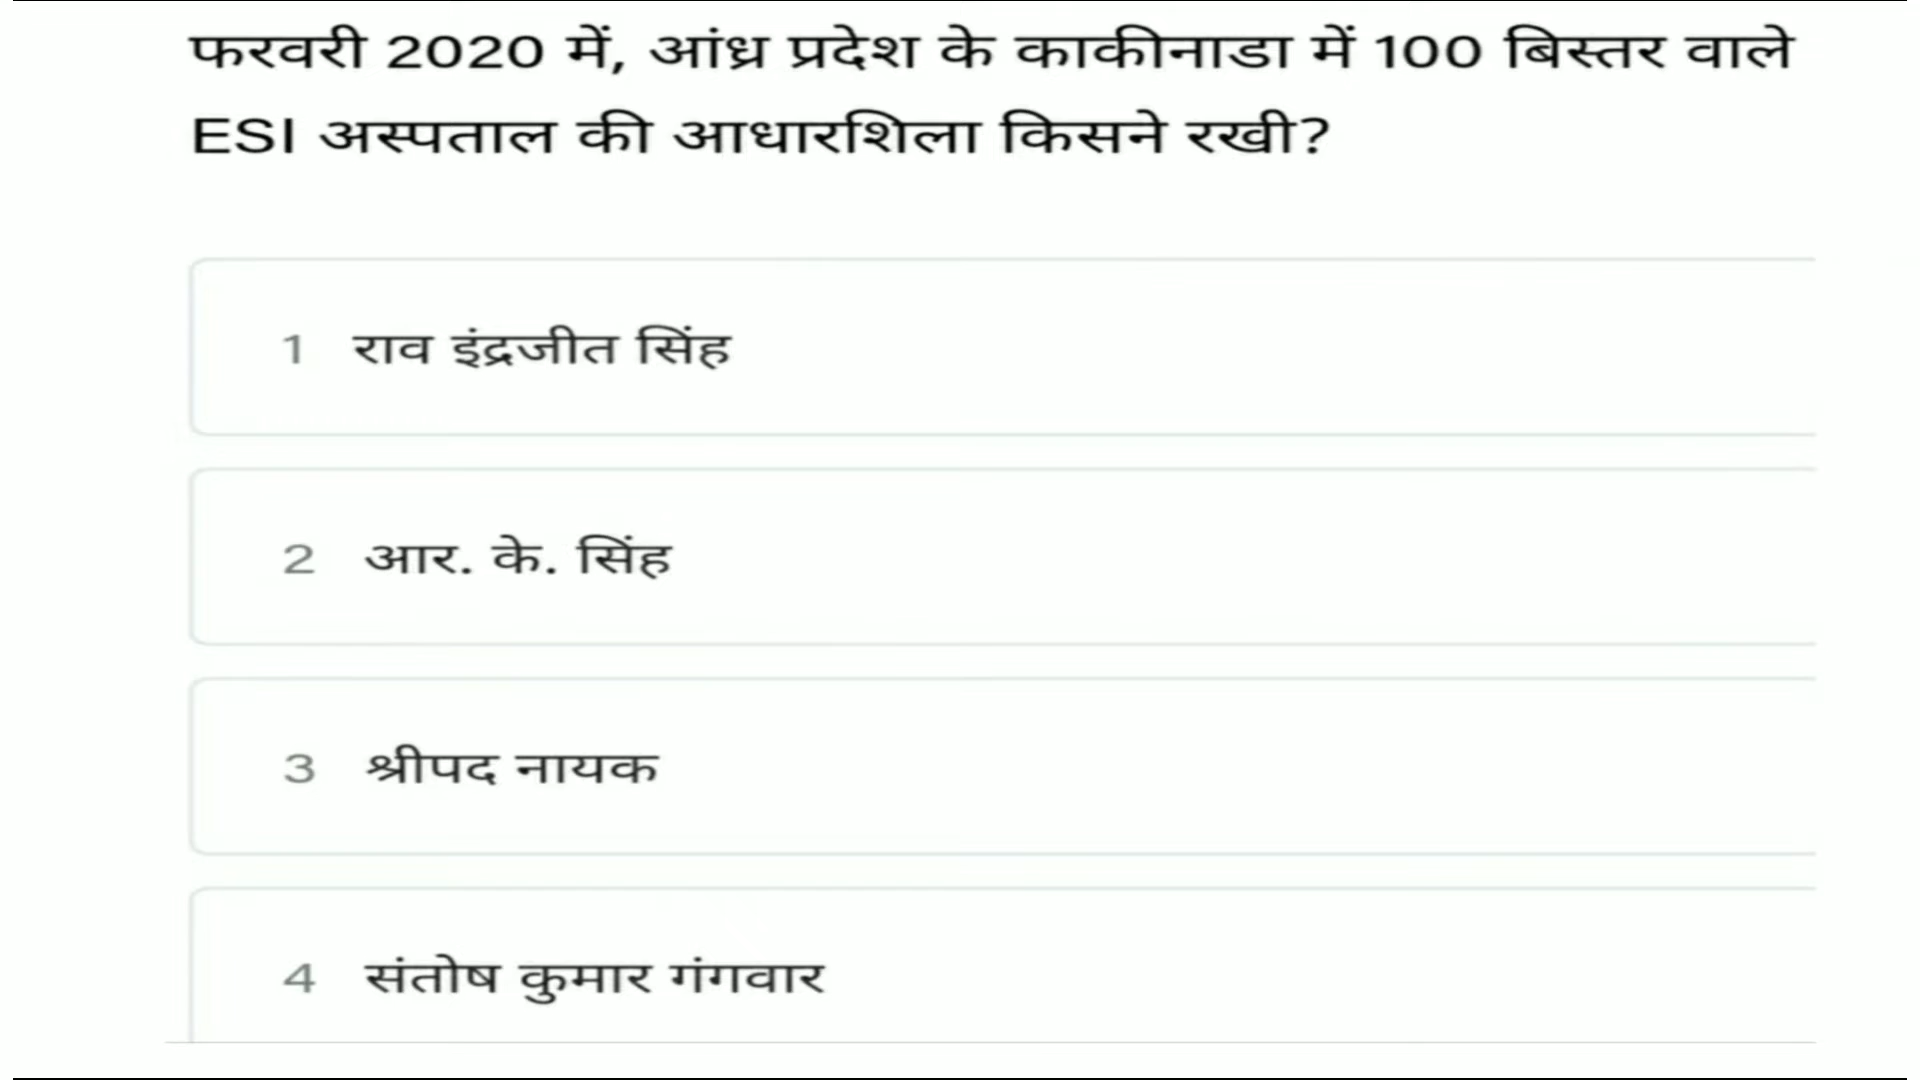 फरवरी 2020 में, आंध्र प्रदेश के काकीनाडा में 100 बिस्तर वाले
ESI अस्पताल की आधारशिला किसने रखी?
1 राव इंद्रजीत सिंह
2 आर. के. सिंह
3 श्रीपद नायक
4 संतोष कुमार गंगवार